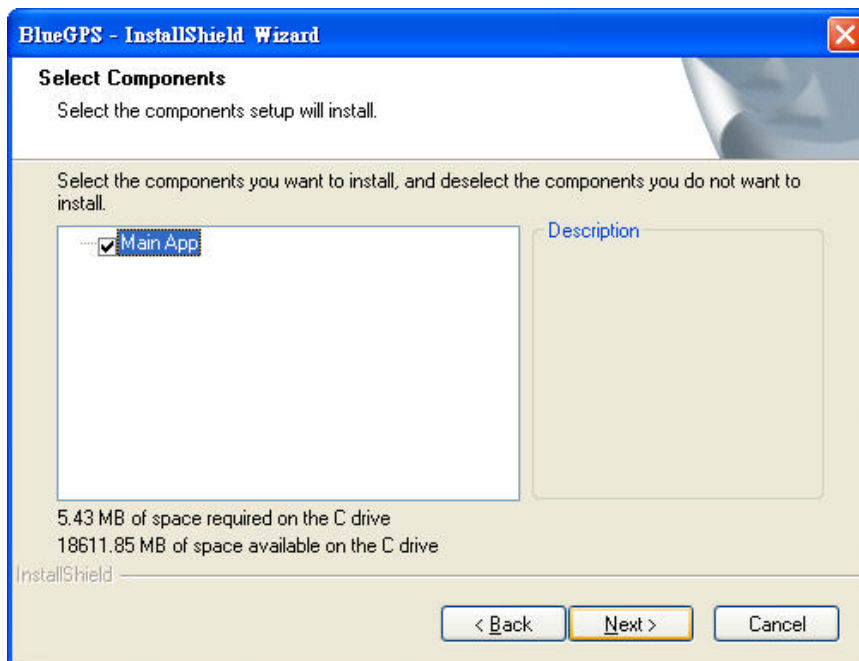 BlueGPS - InstallShield Wizard
Select Components
Select the components setup will install.
Select the components you want to install, and deselect the components you do not want to
install.
Main App
Description
5.43 MB of space required on the C drive
18611.85 MB of space available on the C drive
InstallShield
< Back
Next >
Cancel